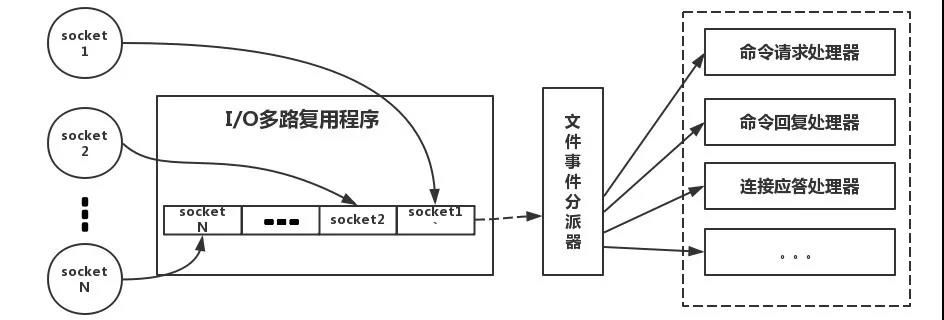 socket
1
socket
2
socket
N
I/O多路复用程序
socket
N
socket2
socket1
`
文件事件分派器
命令请求处理器
命令回复处理器
连接应答处理器
。。。